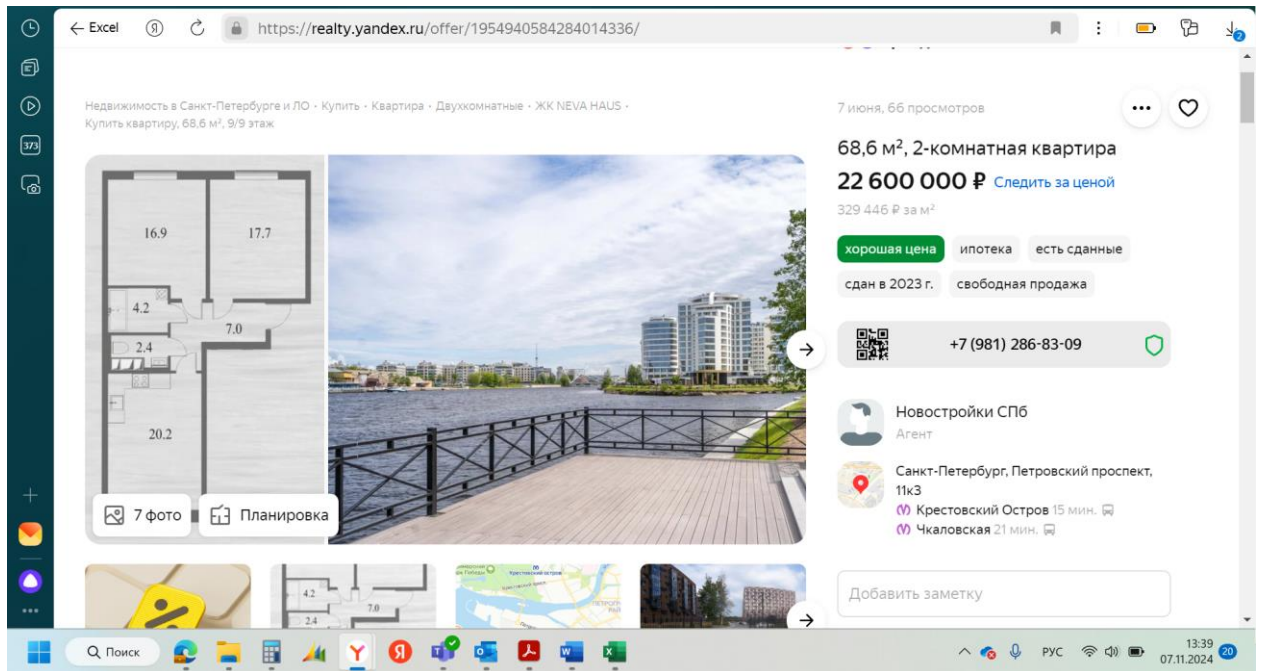 ← Excel
https://realty.yandex.ru/offer/1954940584284014336/
2
373
Недвижимость в Санкт-Петербурге и ЛО · Купить · Квартира · Двухкомнатные · ЖК NEVA HAUS ·
Купить квартиру, 68,6 м², 9/9 этаж
16.9
17.7
4.2
7.0
2.4
20.2
7 фото
Планировка
7 июня, 66 просмотров
68,6 м², 2-комнатная квартира
22 600 000 ₽ Следить за ценой
329 446 ₽ за м²
хорошая цена
ипотека
есть сданные
сдан в 2023 г.
свободная продажа
+7 (981) 286-83-09
Новостройки СПб
Агент
Санкт-Петербург, Петровский проспект,
11к3
Крестовский Остров 15 мин.
Чкаловская 21 мин.
Добавить заметку
4.2
7.0
2.4
Крестовский остров
Поиск
РУС
13:39
07.11.2024
20